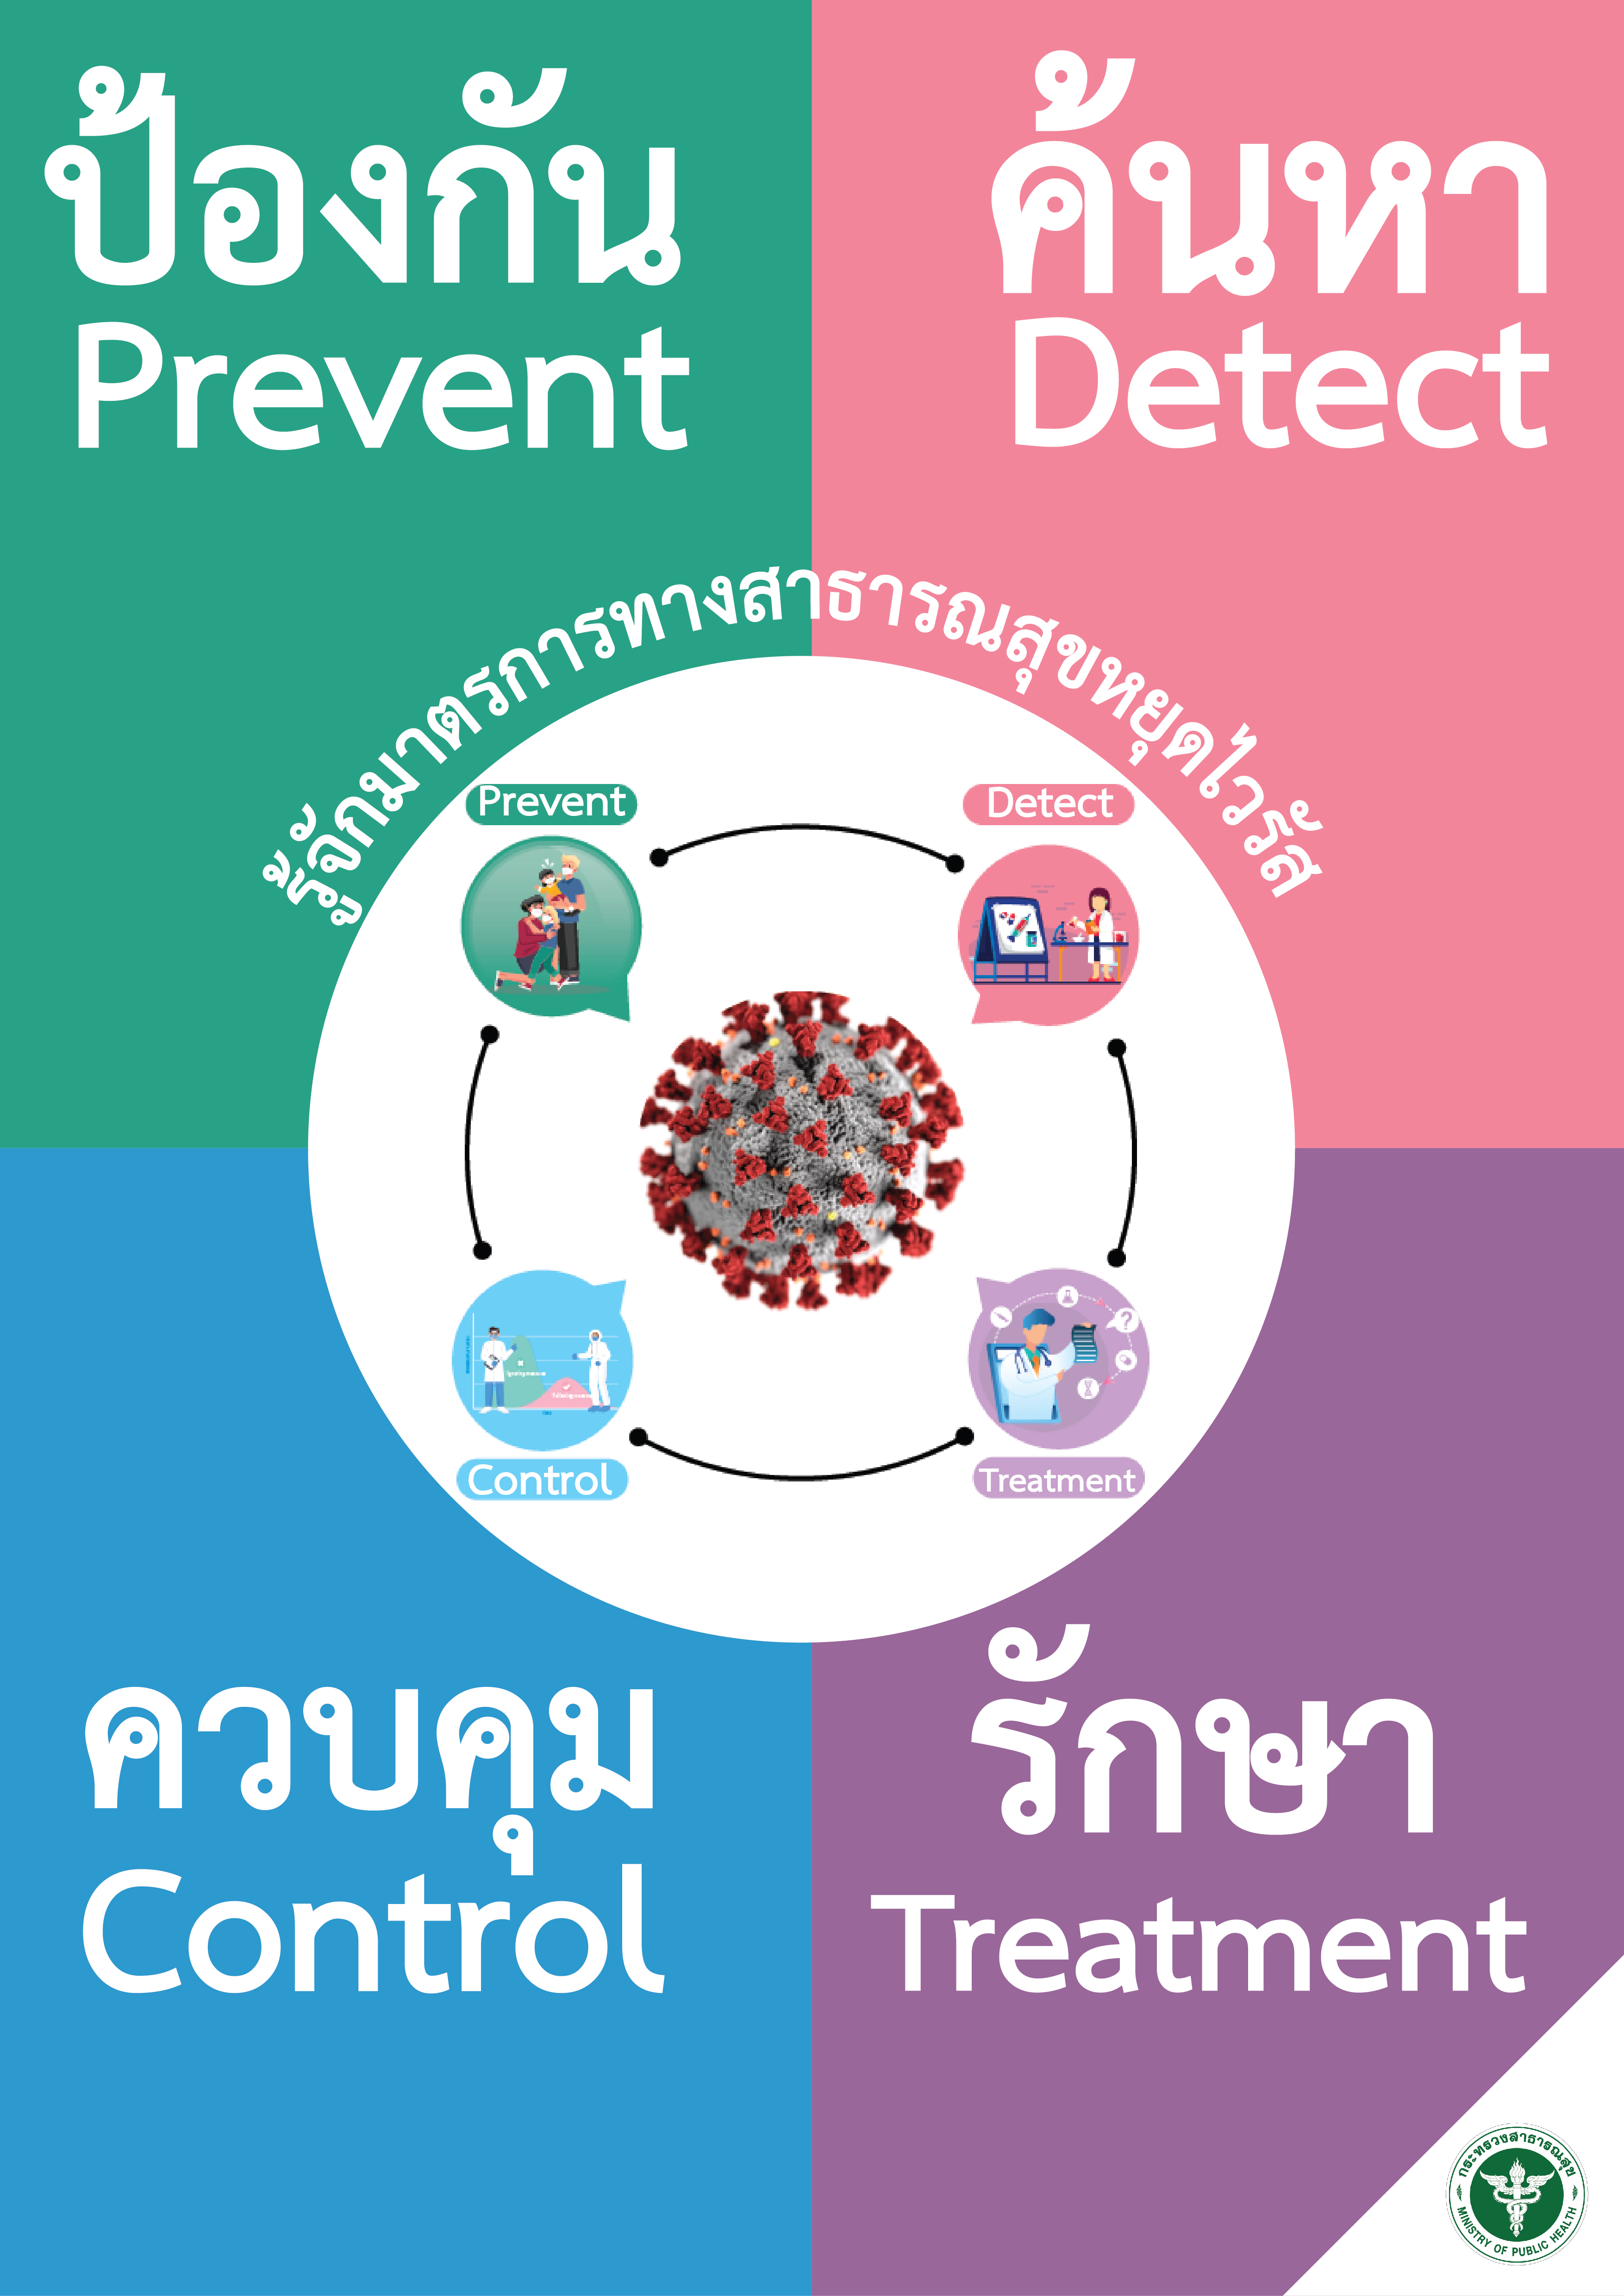 ป้องกัน
Prevent
ค้นหา
Detect
รู้จักมาตรการทางสาธารณสุขหยุดไวรัส
Prevent
Detect
Control
Treatment
ควบคุม
Control
รักษา
Treatment
กระทรวงสาธารณสุข
MINISTRY OF PUBLIC HEALTH